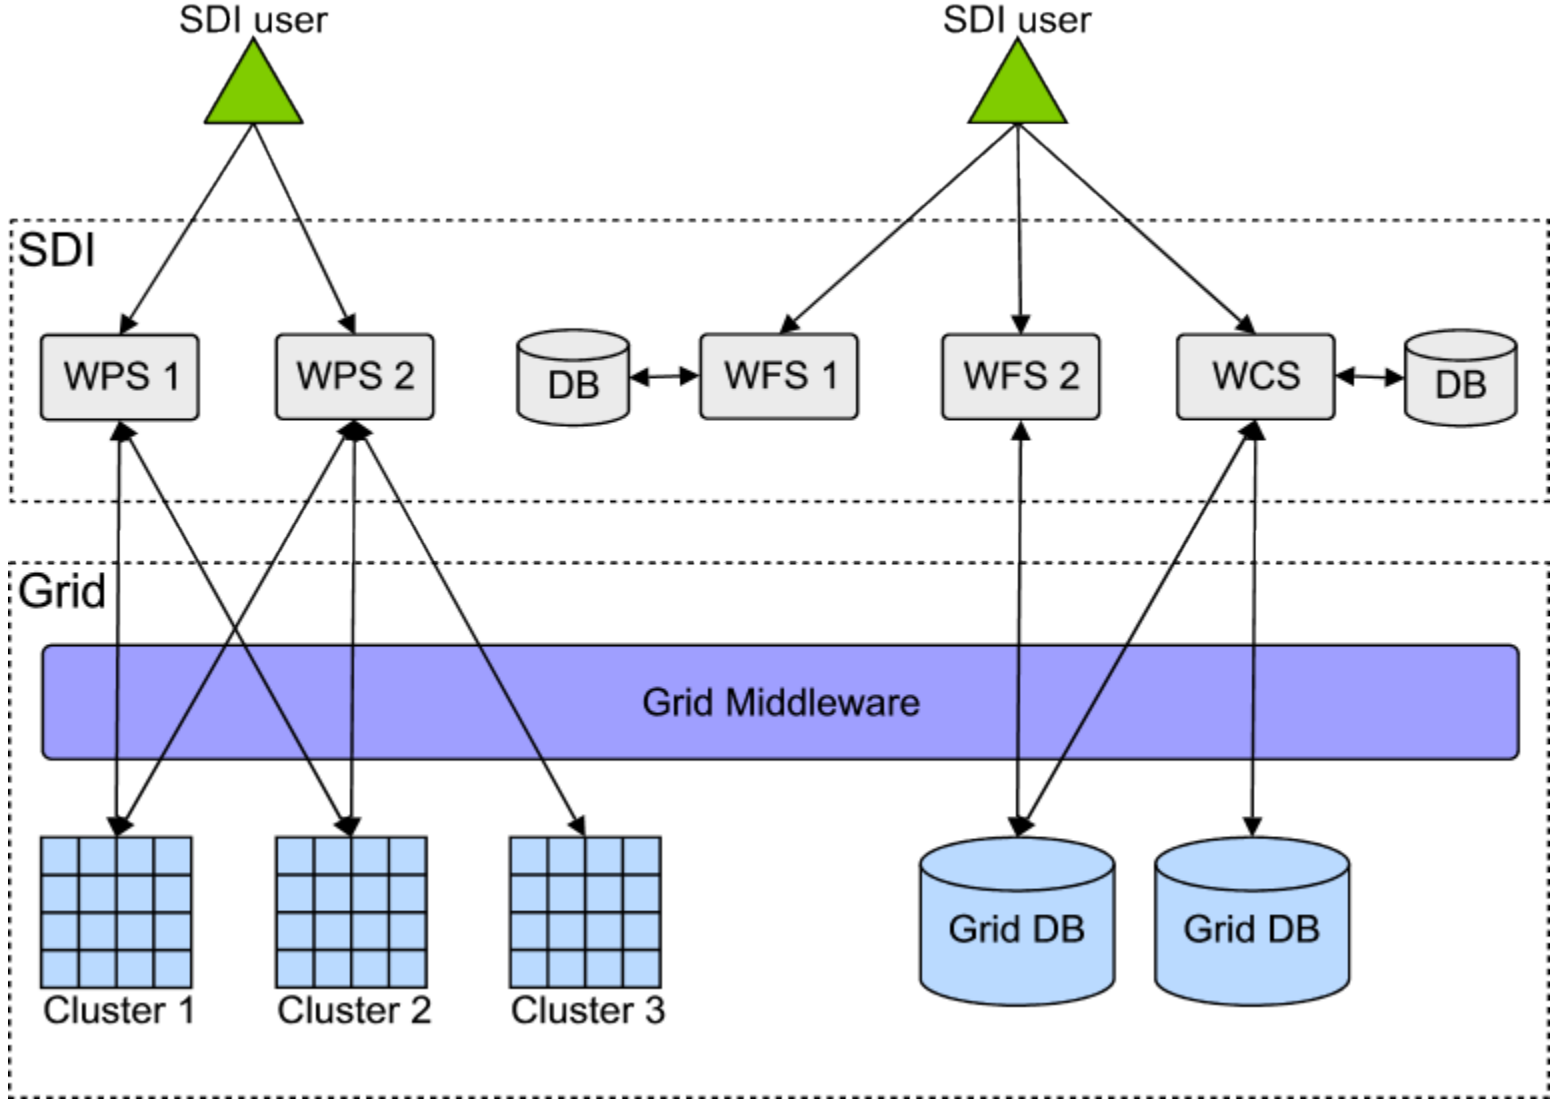 SDI user
SDI user
SDI
WPS 1
WPS 2
DB
WFS 1
WFS 2
WCS
DB
Grid
Grid Middleware
Grid DB
Grid DB
Cluster 1
Cluster 2
Cluster 3